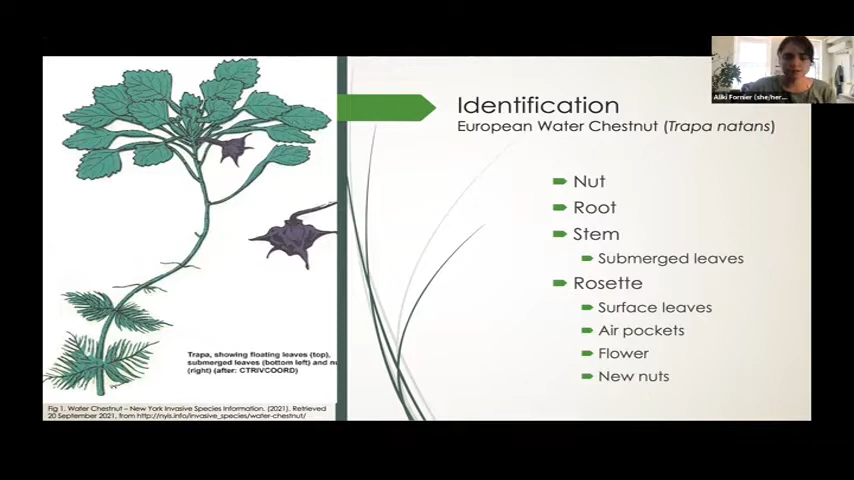 Identification
European Water Chestnut (Trapa natans)
Nut
Root
Stem
Submerged leaves
Rosette
Surface leaves
Air pockets
Flower
New nuts
Trapa, showing floating leaves (top),
submerged leaves (bottom left) and nu
(right) (after: CTRIVCOORD)
Fig 1. Water Chestnut – New York Invasive Species Information. (2021). Retrieved
20 September 2021, from http://nyis.info/invasive_species/water-chestnut/
Aliki Fornier (she/her...